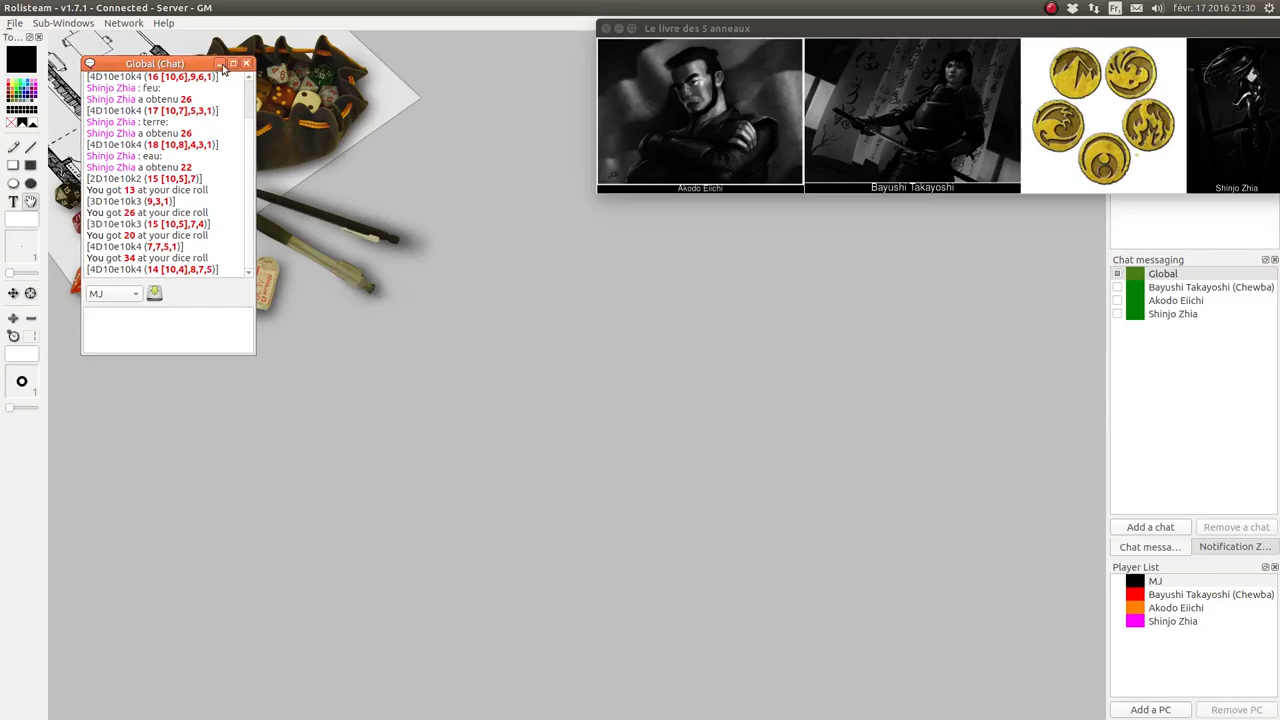 Rolisteam - v1.7.1 - Connected - Server - GM
Fr
févr. 17 2016 21:30
File Sub-Windows Network Help
To...
Global (Chat)
[4D10e10k4 (16 [10,6],9,6,1)]
Shinjo Zhia : feu:
Shinjo Zhia a obtenu 26
[4D10e10k4 (17 [10,7],5,3,1)]
Shinjo Zhia : terre:
Shinjo Zhia a obtenu 26
[4D10e10k4 (18 [10,8],4,3,1)]
Shinjo Zhia : eau:
Shinjo Zhia a obtenu 22
[2D10e10k2 (15 [10,5],7)]
You got 13 at your dice roll
[3D10e10k3 (9,3,1)]
You got 26 at your dice roll
[3D10e10k3 (15 [10,5],7,4)]
You got 20 at your dice roll
[4D10e10k4 (7,7,5,1)]
You got 34 at your dice roll
[4D10e10k4 (14 [10,4],8,7,5)]
MJ
T
1
1
1
Le livre des 5 anneaux
Akodo Eiichi
Bayushi Takayoshi
Shinjo Zhia
Chat messaging
Global
Bayushi Takayoshi (Chewba)
Akodo Eiichi
Shinjo Zhia
Add a chat
Remove a chat
Chat messa...
Notification Z...
Player List
MJ
Bayushi Takayoshi (Chewba)
Akodo Eiichi
Shinjo Zhia
Add a PC
Remove PC